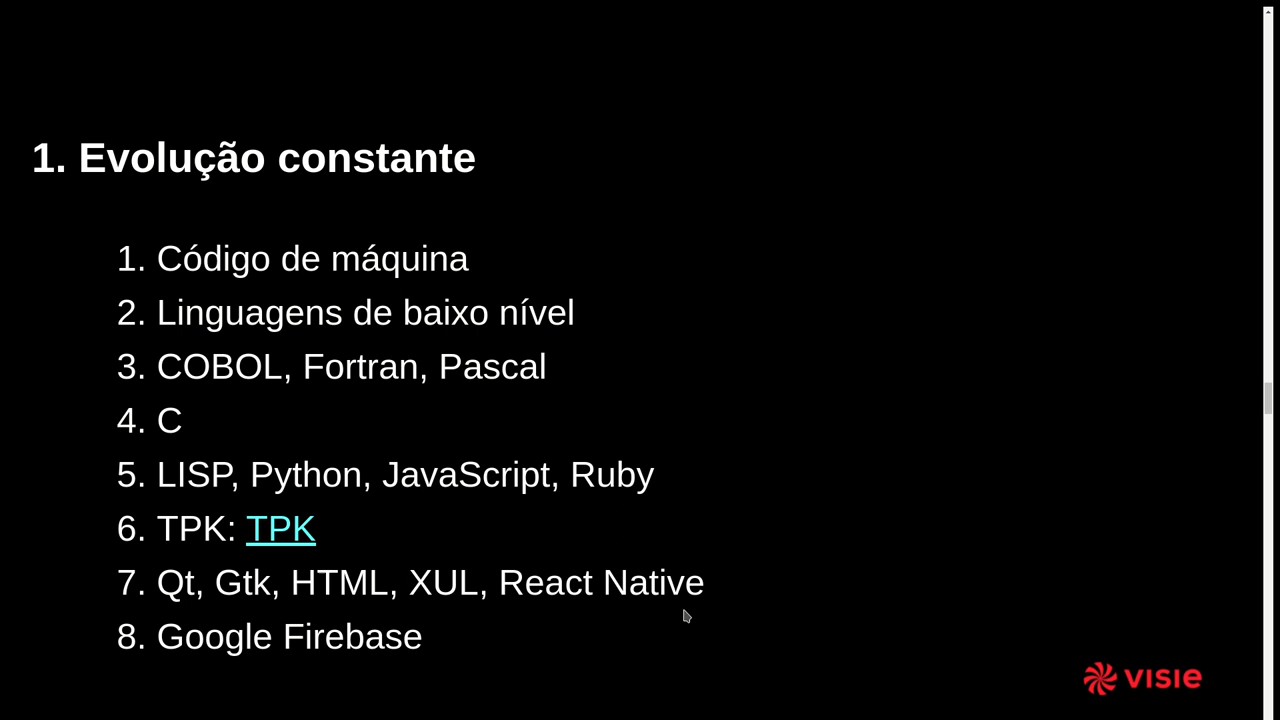 1. Evolução constante
1. Código de máquina
2. Linguagens de baixo nível
3. COBOL, Fortran, Pascal
4. C
5. LISP, Python, JavaScript, Ruby
6. TPK: TPK
7. Qt, Gtk, HTML, XUL, React Native
8. Google Firebase
VISIE